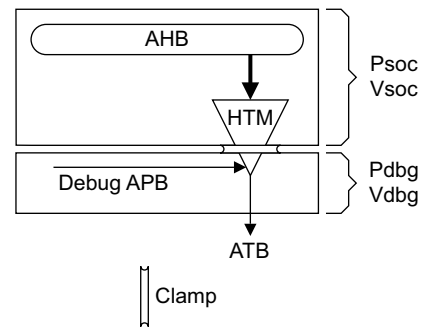 AHB
Psoc
Vsoc
HTM
Debug APB
Pdbg
Vdbg
ATB
Clamp